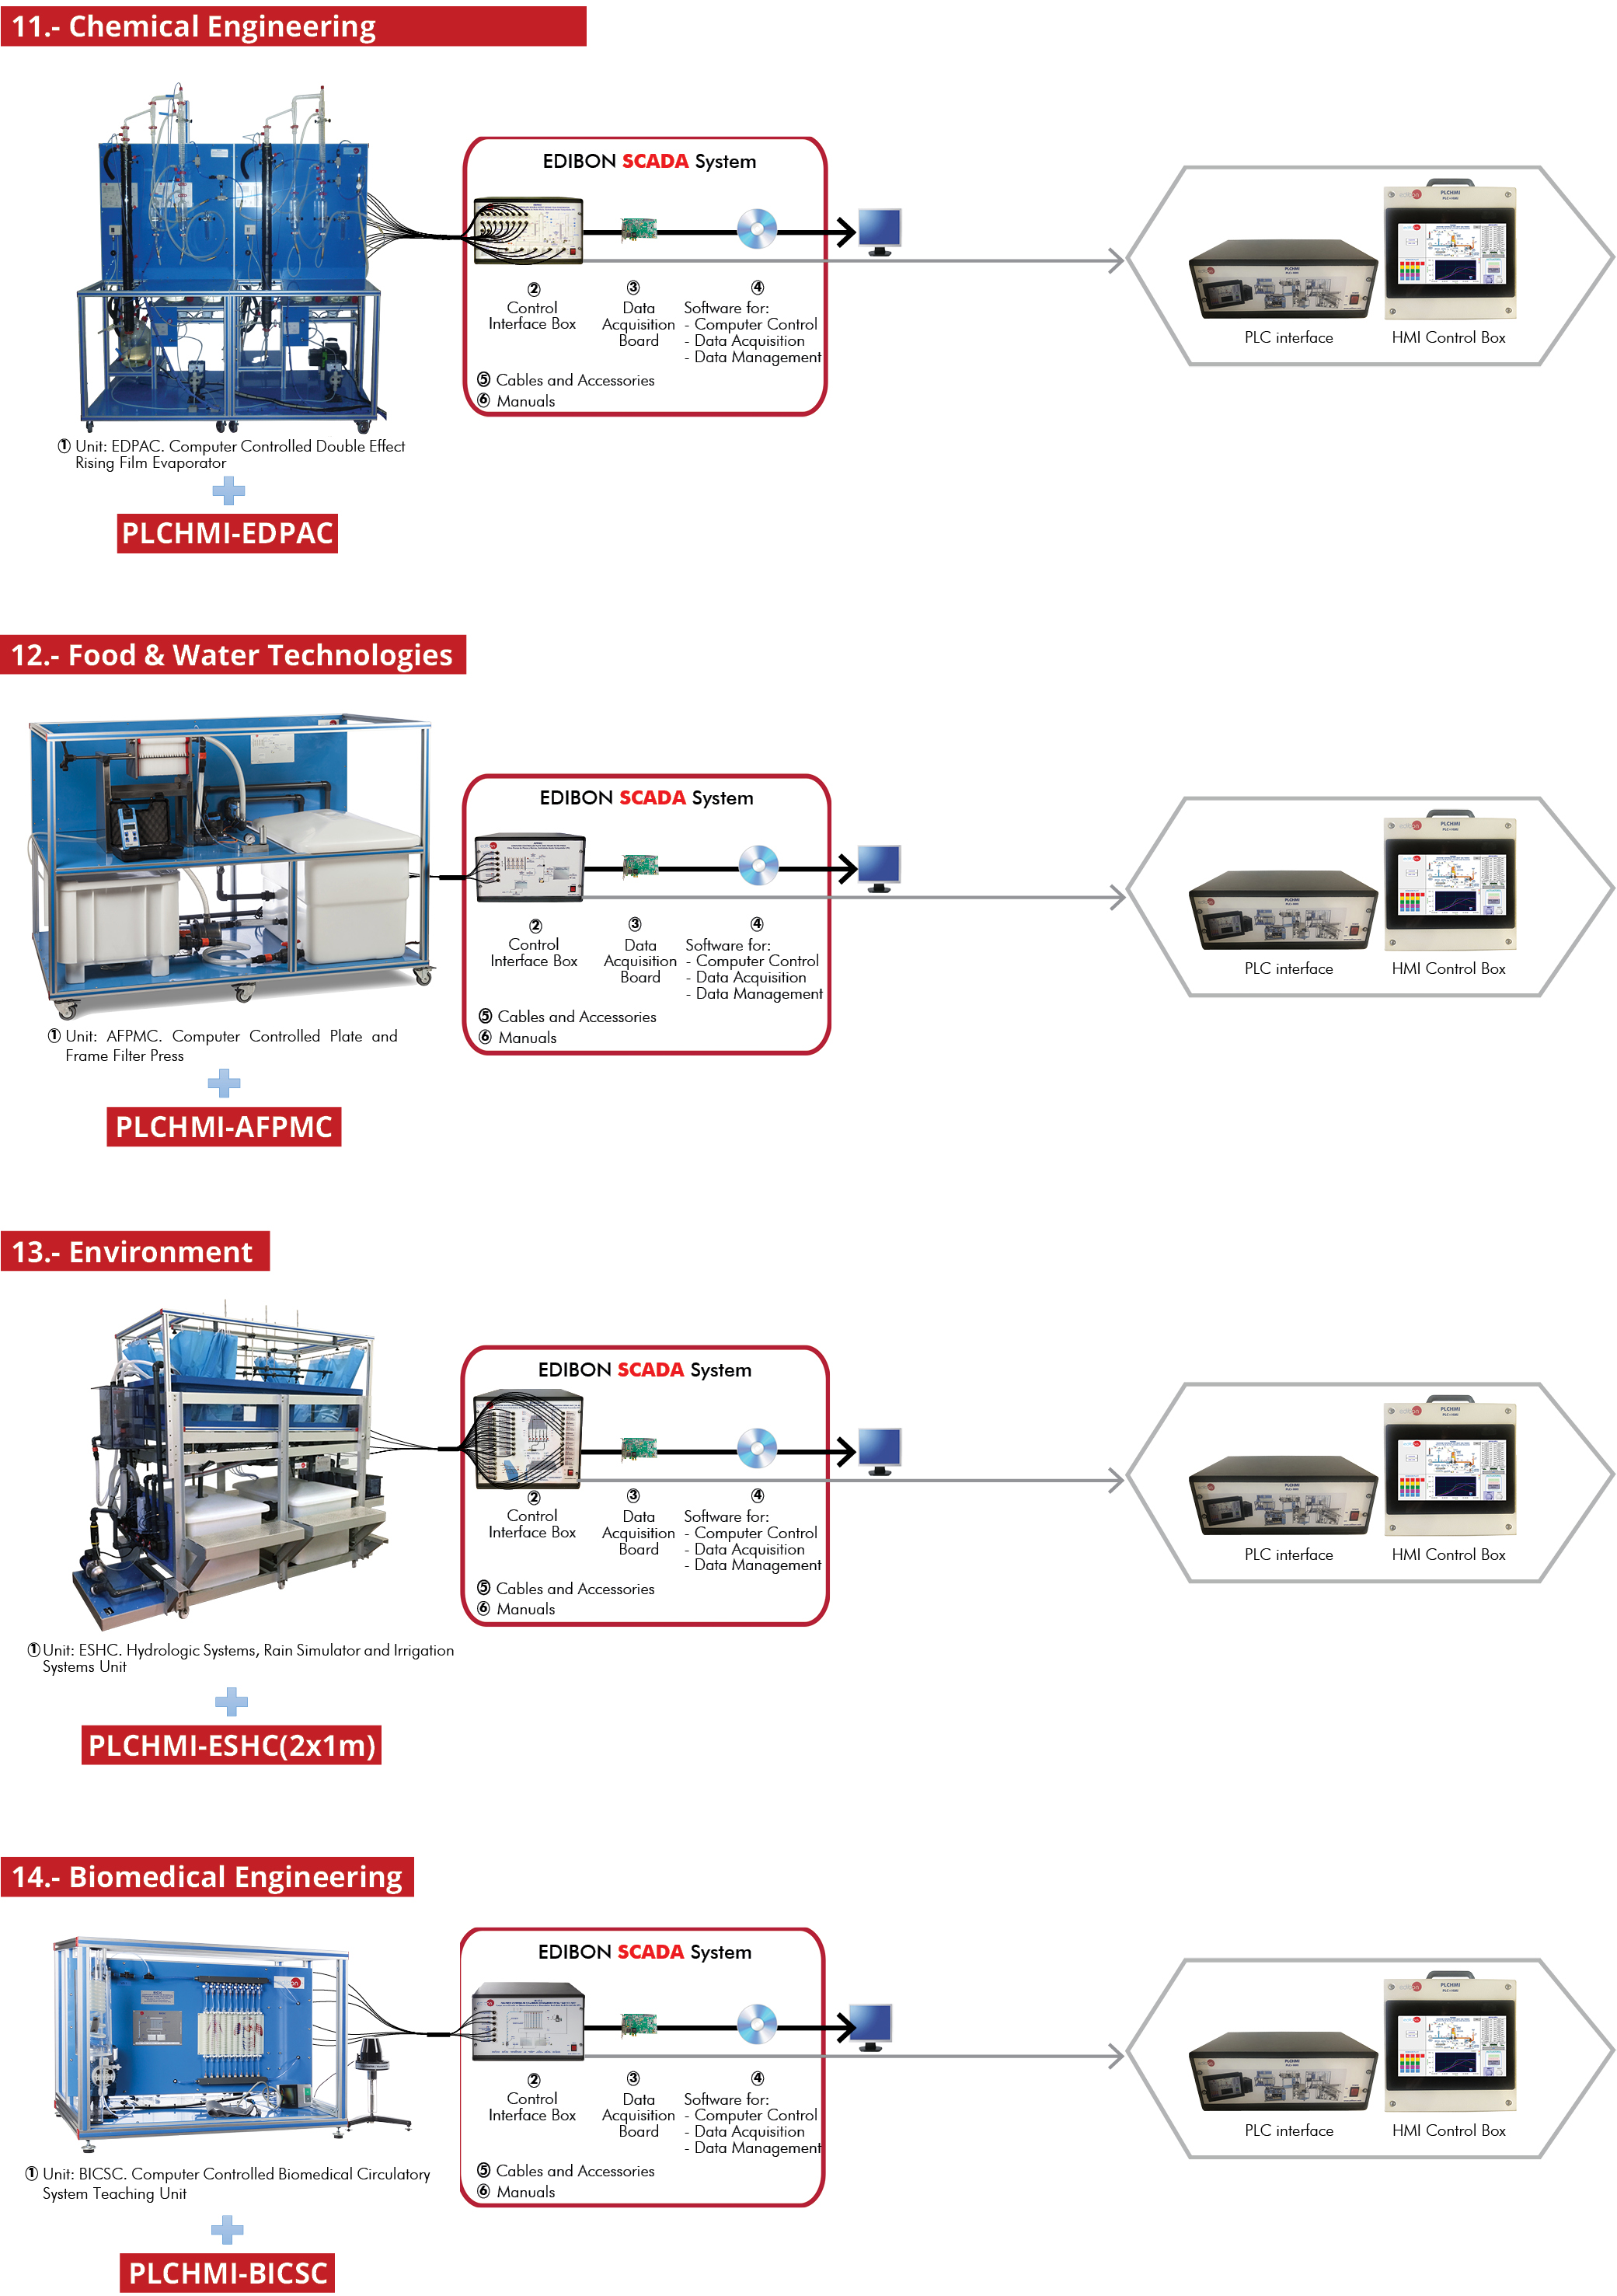 11.- Chemical Engineering
EDIBON SCADA System
② Control Interface Box
③ Data Acquisition Board
④ Software for:
- Computer Control
- Data Acquisition
- Data Management
⑤ Cables and Accessories
⑥ Manuals
PLCHMI
PLC interface
HMI Control Box
① Unit: EDPAC. Computer Controlled Double Effect
Rising Film Evaporator
PLCHMI-EDPAC
12.- Food & Water Technologies
EDIBON SCADA System
② Control Interface Box
③ Data Acquisition Board
④ Software for:
- Computer Control
- Data Acquisition
- Data Management
⑤ Cables and Accessories
⑥ Manuals
PLCHMI
PLC interface
HMI Control Box
① Unit: AFPMC. Computer Controlled Plate and
Frame Filter Press
PLCHMI-AFPMC
13.- Environment
EDIBON SCADA System
② Control Interface Box
③ Data Acquisition Board
④ Software for:
- Computer Control
- Data Acquisition
- Data Management
⑤ Cables and Accessories
⑥ Manuals
PLCHMI
PLC interface
HMI Control Box
① Unit: ESHC. Hydrologic Systems, Rain Simulator and Irrigation
Systems Unit
PLCHMI-ESHC(2x1m)
14.- Biomedical Engineering
EDIBON SCADA System
② Control Interface Box
③ Data Acquisition Board
④ Software for:
- Computer Control
- Data Acquisition
- Data Management
⑤ Cables and Accessories
⑥ Manuals
PLCHMI
PLC interface
HMI Control Box
① Unit: BICSC. Computer Controlled Biomedical Circulatory
System Teaching Unit
PLCHMI-BICSC